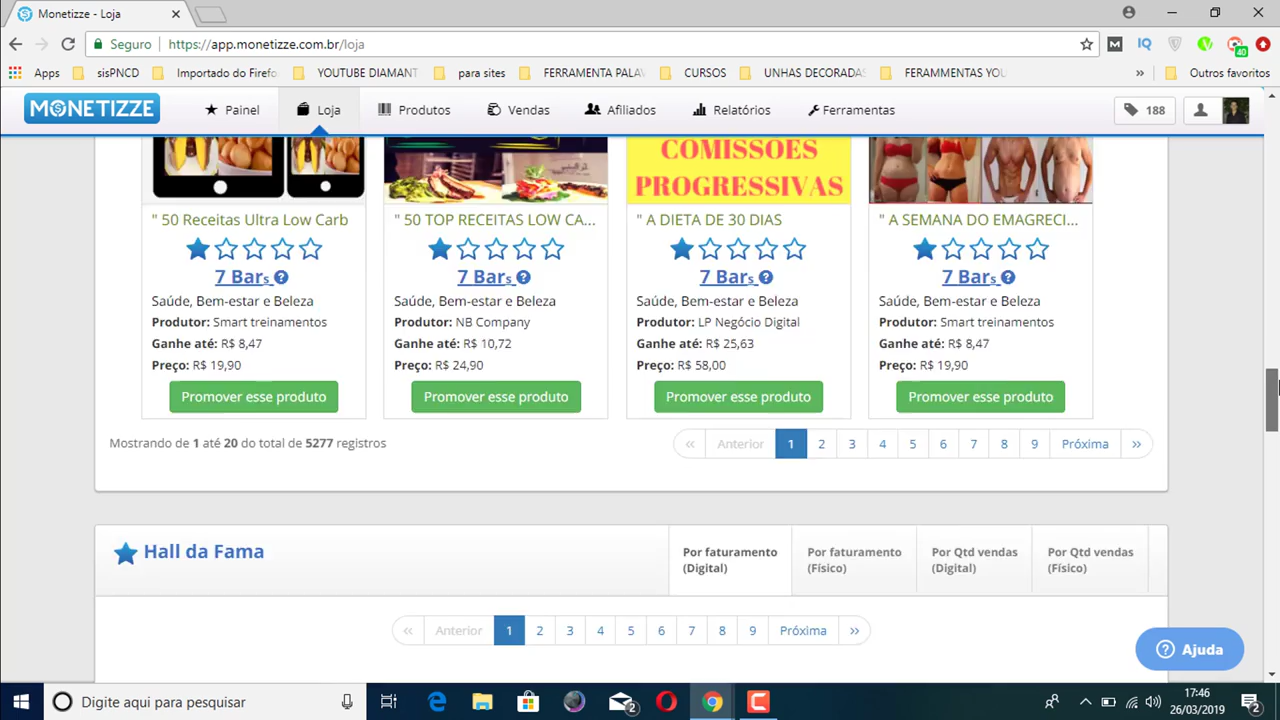 Monetizze - Loja
Seguro https://app.monetizze.com.br/loja
40
Apps sisPNCD Importado do Firefo YOUTUBE DIAMANT para sites FERRAMENTA PALAV CURSOS UNHAS DECORADAS FERAMMENTAS YOU » Outros favoritos
MONETIZZE Painel Loja Produtos Vendas Afiliados Relatórios Ferramentas 188
COMISSÕES
PROGRESSIVAS
" 50 Receitas Ultra Low Carb
7 Bars ?
Saúde, Bem-estar e Beleza
Produtor: Smart treinamentos
Ganhe até: R$ 8,47
Preço: R$ 19,90
Promover esse produto
" 50 TOP RECEITAS LOW CA...
7 Bars ?
Saúde, Bem-estar e Beleza
Produtor: NB Company
Ganhe até: R$ 10,72
Preço: R$ 24,90
Promover esse produto
" A DIETA DE 30 DIAS
7 Bars ?
Saúde, Bem-estar e Beleza
Produtor: LP Negócio Digital
Ganhe até: R$ 25,63
Preço: R$ 58,00
Promover esse produto
" A SEMANA DO EMAGRECI...
7 Bars ?
Saúde, Bem-estar e Beleza
Produtor: Smart treinamentos
Ganhe até: R$ 8,47
Preço: R$ 19,90
Promover esse produto
Mostrando de 1 até 20 do total de 5277 registros
« Anterior 1 2 3 4 5 6 7 8 9 Próxima »
Hall da Fama
Por faturamento
(Digital)
Por faturamento
(Físico)
Por Qtd vendas
(Digital)
Por Qtd vendas
(Físico)
« Anterior 1 2 3 4 5 6 7 8 9 Próxima »
? Ajuda
Digite aqui para pesquisar
2
17:46
26/03/2019
2